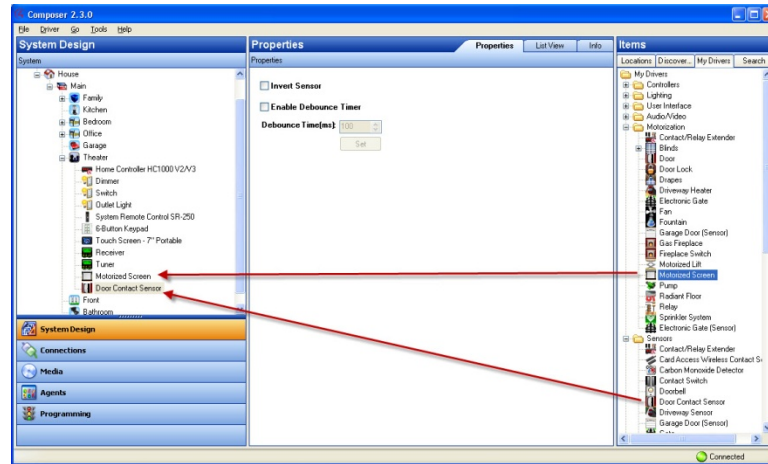 Composer 2.3.0
File Driver Go Tools Help
System Design
System
House
Main
Family
Kitchen
Bedroom
Office
Garage
Theater
Home Controller HC1000 V2/V3
Dimmer
Switch
Outlet Light
System Remote Control SR-250
6-Button Keypad
Touch Screen - 7" Portable
Receiver
Tuner
Motorized Screen
Door Contact Sensor
Front
Bathroom
System Design
Connections
Media
Agents
Programming
Properties
Properties List View Info
Properties
Invert Sensor
Enable Debounce Timer
Debounce Time(ms): 100
Set
Items
Locations Discover... My Drivers Search
My Drivers
Controllers
Lighting
User Interface
Audio/Video
Motorization
Contact/Relay Extender
Blinds
Door
Door Lock
Drapes
Driveway Heater
Electronic Gate
Fan
Fountain
Garage Door (Sensor)
Gas Fireplace
Fireplace Switch
Motorized Lift
Motorized Screen
Pump
Radiant Floor
Relay
Sprinkler System
Electronic Gate (Sensor)
Sensors
Contact/Relay Extender
Card Access Wireless Contact S
Carbon Monoxide Detector
Contact Switch
Doorbell
Door Contact Sensor
Driveway Sensor
Garage Door (Sensor)
Connected